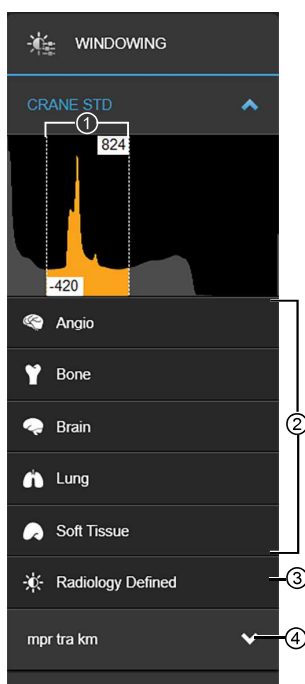 WINDOWING
CRANE STD
1
824
-420
Angio
2
Bone
Brain
Lung
Soft Tissue
Radiology Defined
3
mpr tra km
4